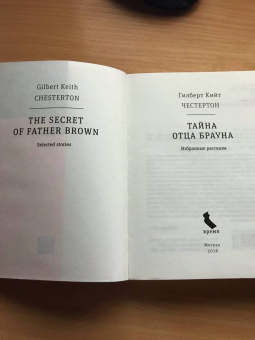 Gilbert Keith
CHESTERTON
THE SECRET
OF FATHER BROWN
Selected stories
Гилберт Кийт
ЧЕСТЕРТОН
ТАЙНА
ОТЦА БРАУНА
Избранные рассказы
время
Москва
2018